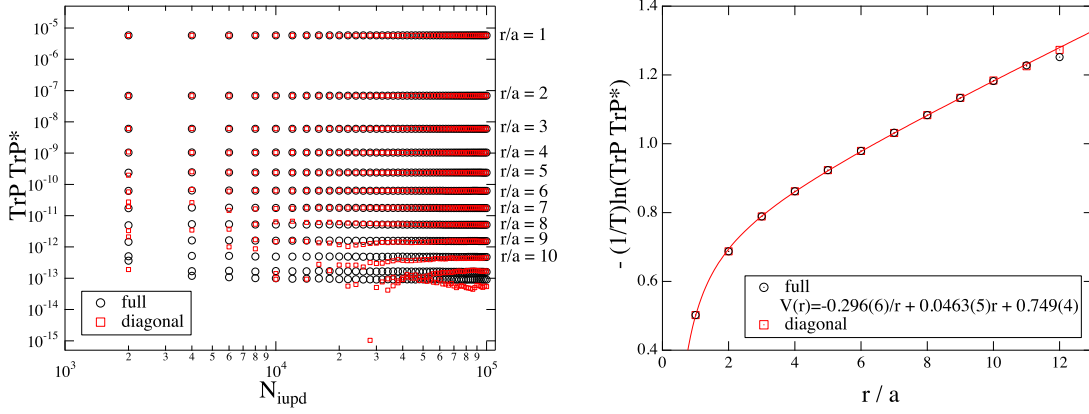 10^-5
10^-6
10^-7
10^-8
10^-9
10^-10
10^-11
10^-12
10^-13
10^-14
10^-15
TrP TrP*
r/a = 1
r/a = 2
r/a = 3
r/a = 4
r/a = 5
r/a = 6
r/a = 7
r/a = 8
r/a = 9
r/a = 10
full
diagonal
2 3 4 5 6 7 8 9 2 3 4 5 6 7 8 9
10^3 10^4 10^5
N_iupd
1.2
1.0
0.8
0.6
0.4
- (1/T)ln(TrP TrP*)
full
V(r)=-0.296(6)/r + 0.0463(5)r + 0.749(4)
diagonal
0 2 4 6 8 10 12
r / a